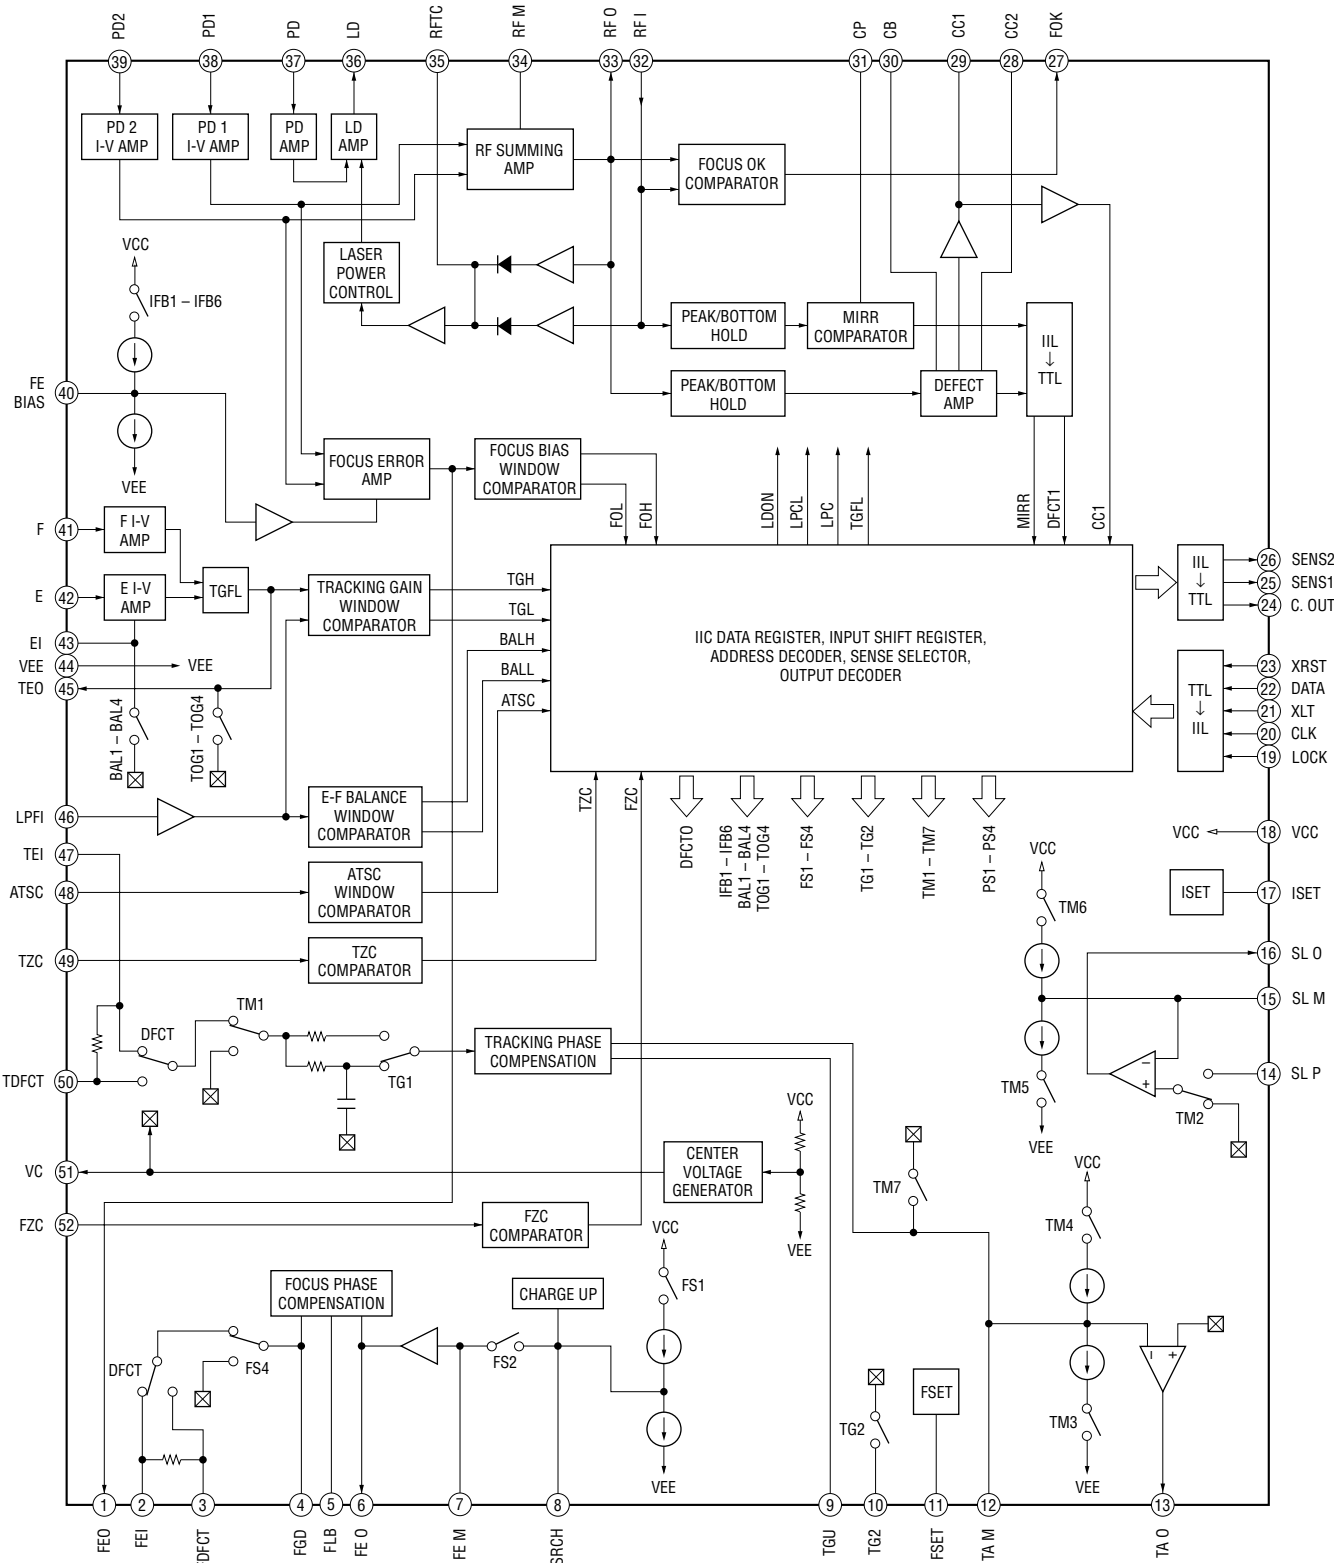 PD2
PD1
PD
LD
RFTC
RF M
RF O
RF I
CP
CB
CC1
CC2
FOK
39
38
37
36
35
34
33
32
31
30
29
28
27
PD 2
I-V AMP
PD 1
I-V AMP
PD
AMP
LD
AMP
RF SUMMING
AMP
FOCUS OK
COMPARATOR
VCC
IFB1 – IFB6
LASER
POWER
CONTROL
PEAK/BOTTOM
HOLD
MIRR
COMPARATOR
IIL
↓
TTL
PEAK/BOTTOM
HOLD
DEFECT
AMP
FE
BIAS
40
VEE
FOCUS ERROR
AMP
FOCUS BIAS
WINDOW
COMPARATOR
FOL
FOH
LDON
LPCL
LPC
TGFL
MIRR
DFCT1
CC1
F
41
F I-V
AMP
E
42
E I-V
AMP
TGFL
TRACKING GAIN
WINDOW
COMPARATOR
TGH
TGL
BALH
BALL
ATSC
IIC DATA REGISTER, INPUT SHIFT REGISTER,
ADDRESS DECODER, SENSE SELECTOR,
OUTPUT DECODER
IIL
↓
TTL
26
SENS2
25
SENS1
24
C. OUT
EI
43
VEE
44
VEE
TEO
45
BAL1 – BAL4
TOG1 – TOG4
TTL
↓
IIL
23
XRST
22
DATA
21
XLT
20
CLK
19
LOCK
LPFI
46
E-F BALANCE
WINDOW
COMPARATOR
TZC
FZC
DFCTO
IFB1 – IFB6
BAL1 – BAL4
TOG1 – TOG4
FS1 – FS4
TG1 – TG2
TM1 – TM7
PS1 – PS4
VCC
18
VCC
TEI
47
ATSC
48
ATSC
WINDOW
COMPARATOR
VCC
TM6
ISET
17
ISET
TZC
49
TZC
COMPARATOR
16
SL O
15
SL M
DFCT
TM1
TG1
TRACKING PHASE
COMPENSATION
TDFCT
50
TM5
VEE
TM2
14
SL P
VC
51
CENTER
VOLTAGE
GENERATOR
VCC
VEE
TM7
VCC
TM4
FZC
52
FZC
COMPARATOR
VCC
FS1
FOCUS PHASE
COMPENSATION
CHARGE UP
DFCT
FS4
FS2
VEE
TG2
FSET
TM3
VEE
1
2
3
4
5
6
7
8
9
10
11
12
13
FEO
FEI
FGD
FLB
FE O
FE M
TGU
TG2
FSET
TA M
TA O